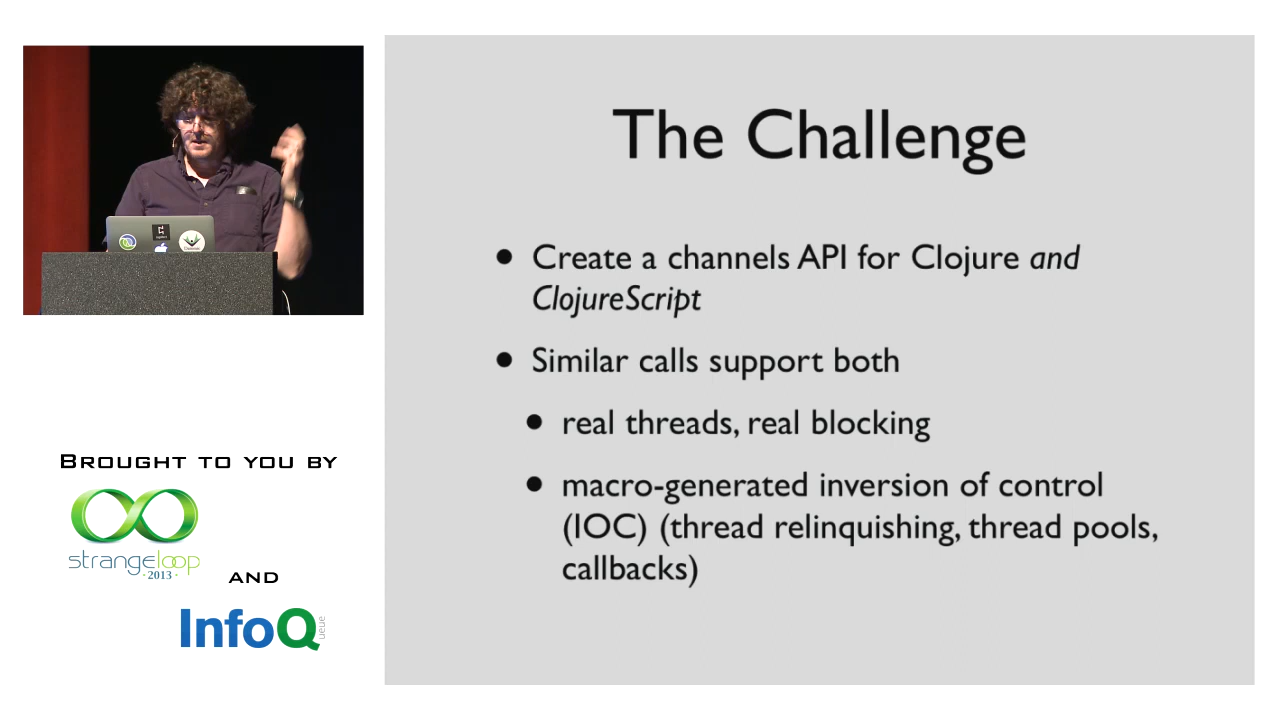 The Challenge
• Create a channels API for Clojure and
ClojureScript
• Similar calls support both
• real threads, real blocking
• macro-generated inversion of control
(IOC) (thread relinquishing, thread pools,
callbacks)
BROUGHT TO YOU BY
strangeloop
·2013·
AND
InfoQ
ueue